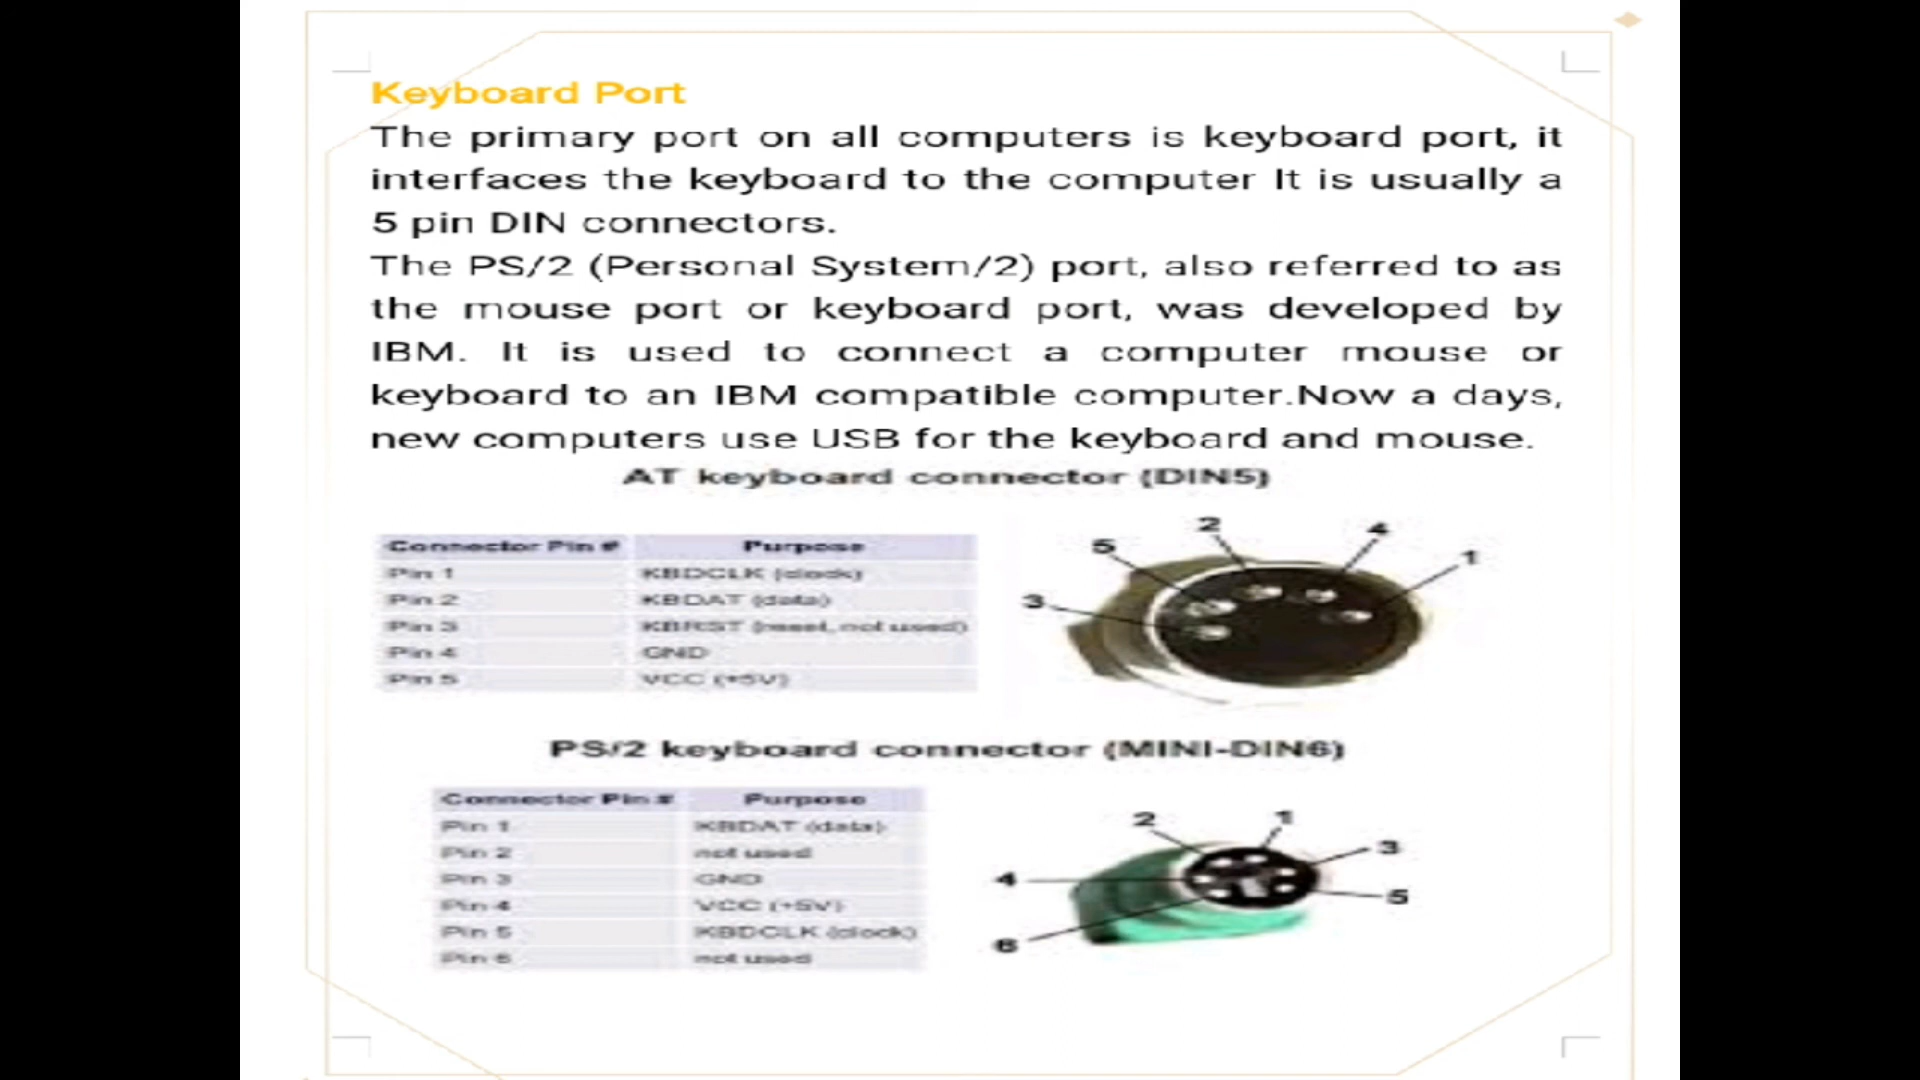 Keyboard Port
The primary port on all computers is keyboard port, it
interfaces the keyboard to the computer It is usually a
5 pin DIN connectors.
The PS/2 (Personal System/2) port, also referred to as
the mouse port or keyboard port, was developed by
IBM. It is used to connect a computer mouse or
keyboard to an IBM compatible computer.Now a days,
new computers use USB for the keyboard and mouse.
AT keyboard connector (DIN5)
Connector Pin # Purpose
Pin 1 KBDCLK (clock)
Pin 2 KBDAT (data)
Pin 3 KBRST (reset, not used)
Pin 4 GND
Pin 5 VCC (+5V)
2
4
5
1
3
PS/2 keyboard connector (MINI-DIN6)
Connector Pin # Purpose
Pin 1 KBDAT (data)
Pin 2 not used
Pin 3 GND
Pin 4 VCC (+5V)
Pin 5 KBDCLK (clock)
Pin 6 not used
2
1
3
4
5
6